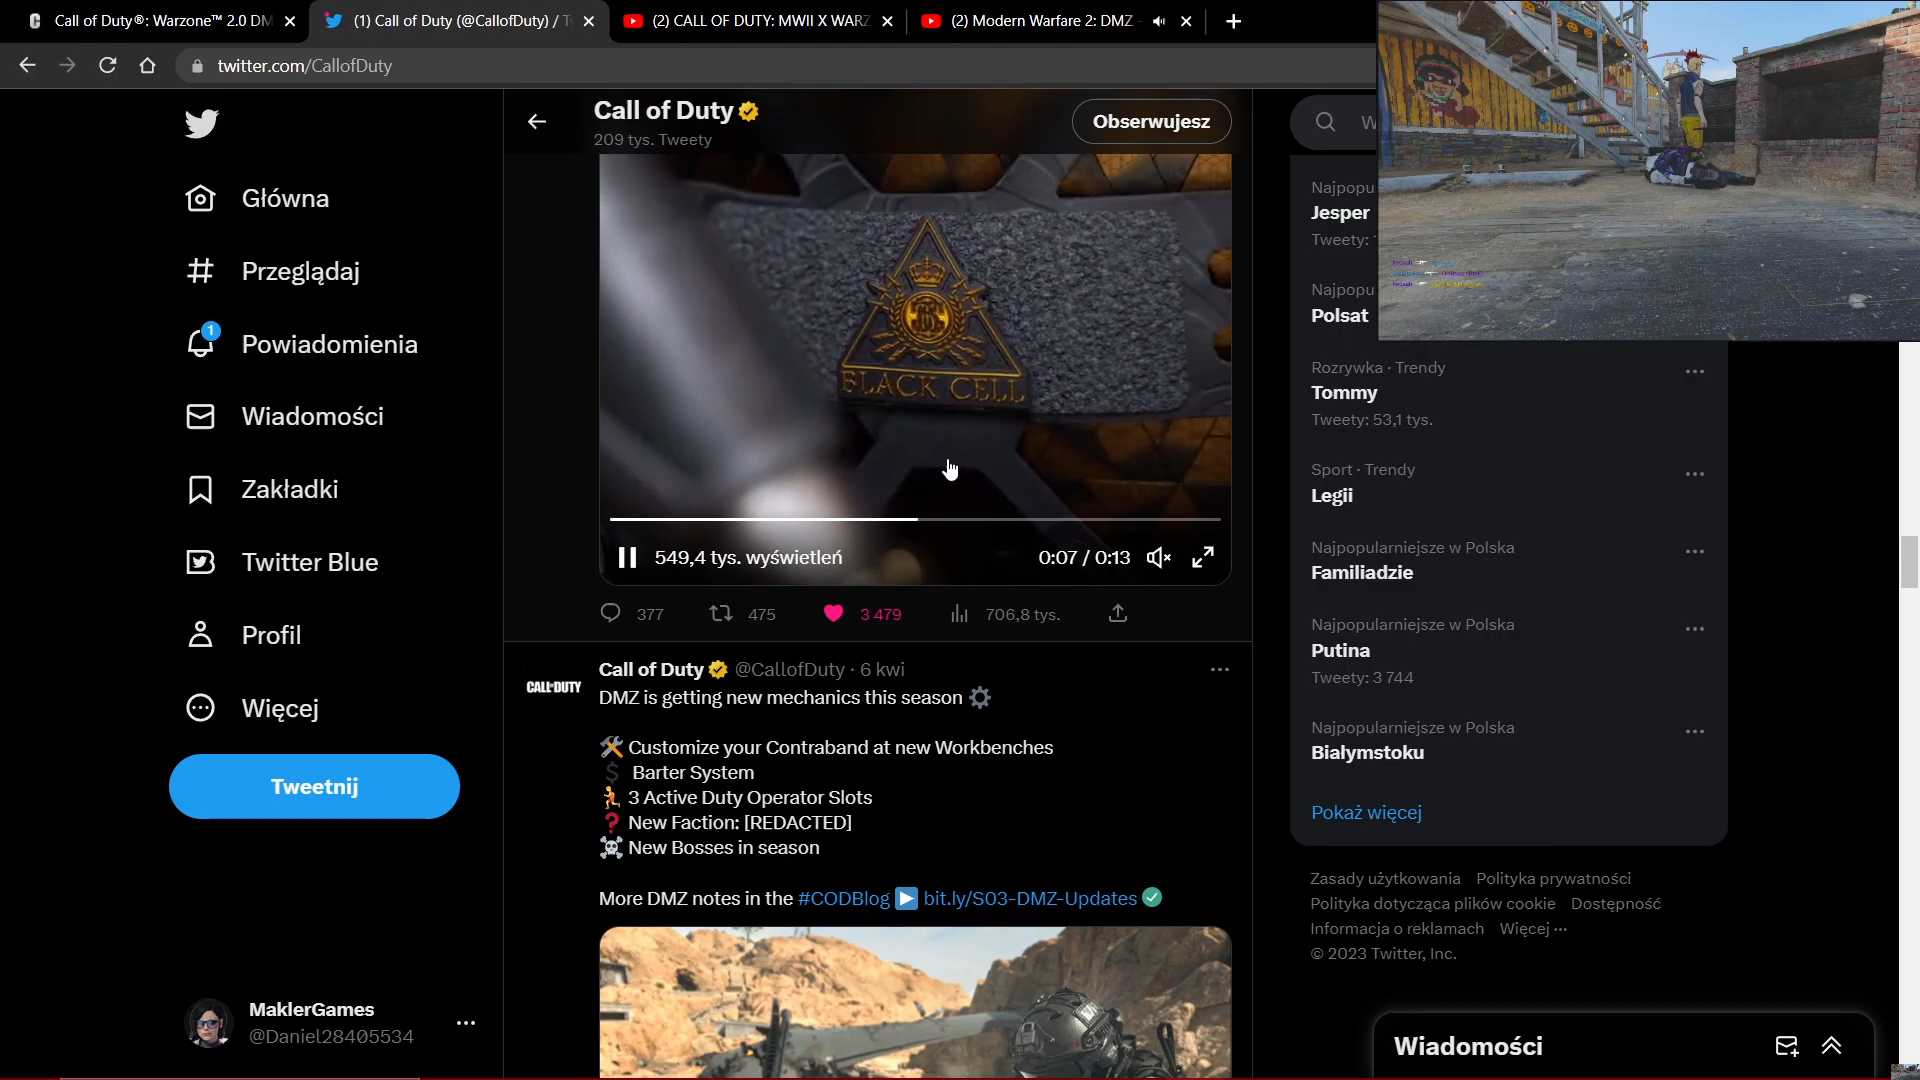 Call of Duty®: Warzone™ 2.0 DM
(1) Call of Duty (@CallofDuty) / T
(2) CALL OF DUTY: MWII X WARZ
(2) Modern Warfare 2: DMZ -
twitter.com/CallofDuty
Główna
Przeglądaj
1
Powiadomienia
Wiadomości
Zakładki
Twitter Blue
Profil
Więcej
Tweetnij
MaklerGames
@Daniel28405534
Call of Duty
209 tys. Tweety
Obserwujesz
BLACK CELL
549,4 tys. wyświetleń
0:07 / 0:13
377
475
3 479
706,8 tys.
CALL OF DUTY
Call of Duty @CallofDuty · 6 kwi
DMZ is getting new mechanics this season ⚙️
🛠️ Customize your Contraband at new Workbenches
💲 Barter System
🏃 3 Active Duty Operator Slots
❓ New Faction: [REDACTED]
☠️ New Bosses in season
More DMZ notes in the #CODBlog ▶️ bit.ly/S03-DMZ-Updates
W
Najpopu
Jesper
Tweety:
Najpopu
Polsat
Rozrywka · Trendy
Tommy
Tweety: 53,1 tys.
Sport · Trendy
Legii
Najpopularniejsze w Polska
Familiadzie
Najpopularniejsze w Polska
Putina
Tweety: 3 744
Najpopularniejsze w Polska
Białymstoku
Pokaż więcej
Zasady użytkowania Polityka prywatności
Polityka dotycząca plików cookie Dostępność
Informacja o reklamach Więcej ···
© 2023 Twitter, Inc.
Wiadomości